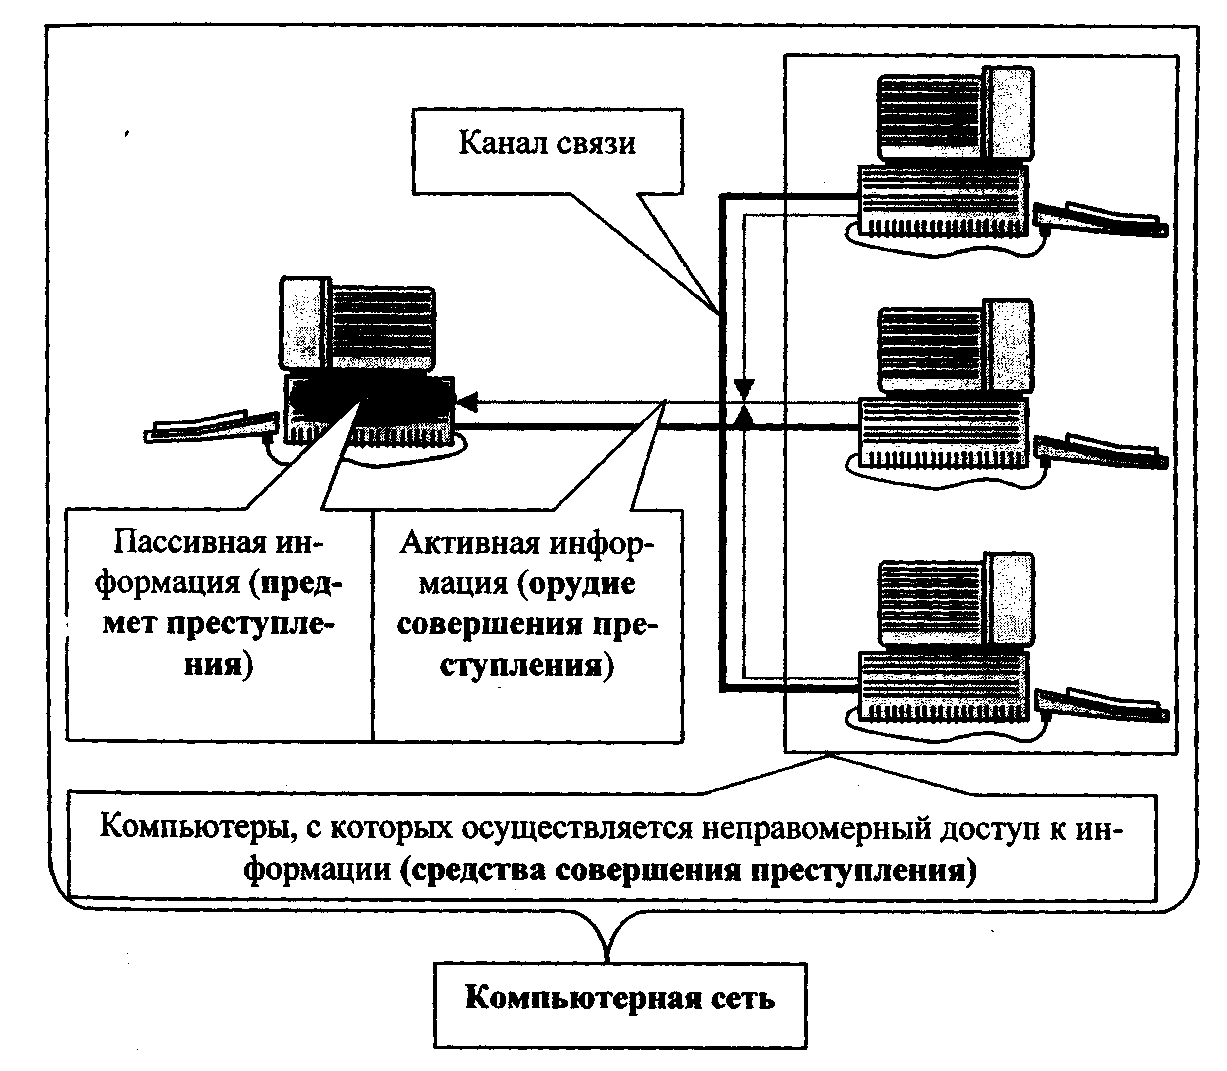 Канал связи
Пассивная ин-
формация (пред-
мет преступле-
ния)
Активная инфор-
мация (орудие
совершения пре-
ступления)
Компьютеры, с которых осуществляется неправомерный доступ к ин-
формации (средства совершения преступления)
Компьютерная сеть